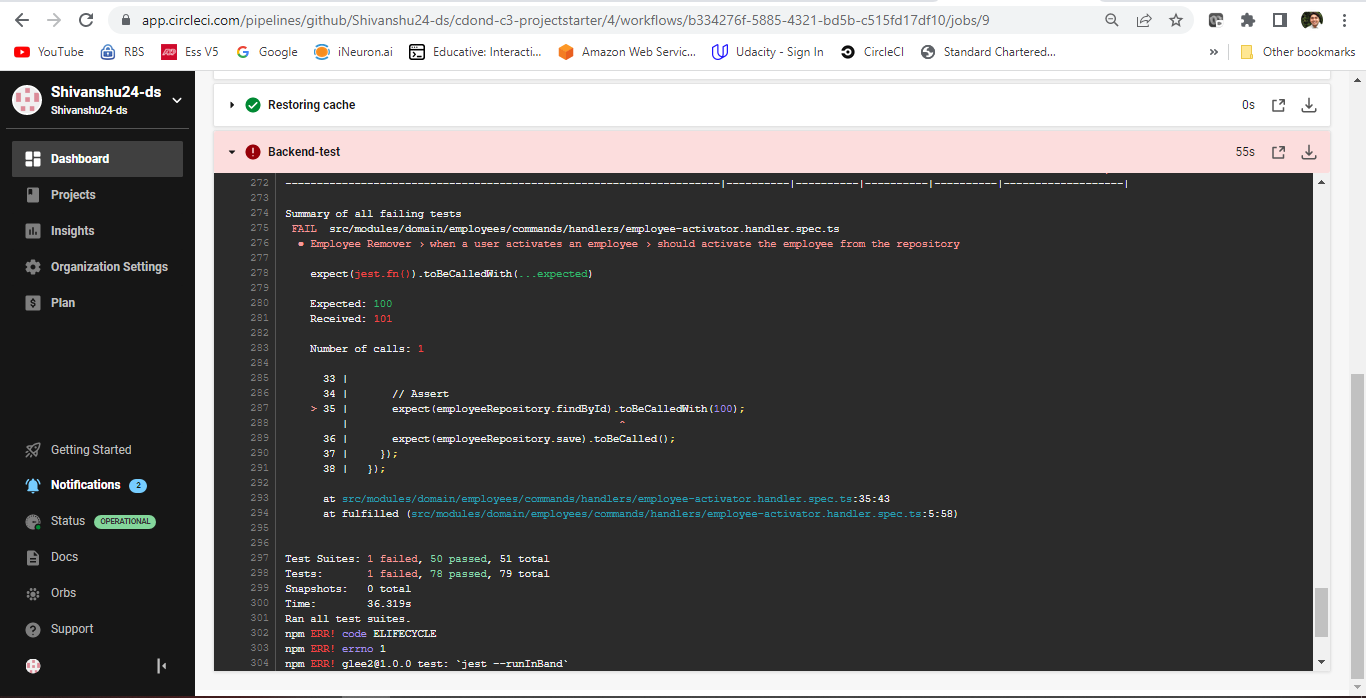 app.circleci.com/pipelines/github/Shivanshu24-ds/cdond-c3-projectstarter/4/workflows/b334276f-5885-4321-bd5b-c515fd17df10/jobs/9
YouTube RBS Ess V5 Google iNeuron.ai Educative: Interacti... Amazon Web Servic... Udacity - Sign In CircleCI Standard Chartered... » Other bookmarks
Shivanshu24-ds
Shivanshu24-ds
Dashboard
Projects
Insights
Organization Settings
Plan
Getting Started
Notifications 2
Status OPERATIONAL
Docs
Orbs
Support
Restoring cache 0s
Backend-test 55s
272 ---------------------------------------------------------------------|----------|----------|----------|----------|-------------------|
273
274 Summary of all failing tests
275 FAIL src/modules/domain/employees/commands/handlers/employee-activator.handler.spec.ts
276 ● Employee Remover › when a user activates an employee › should activate the employee from the repository
277
278 expect(jest.fn()).toBeCalledWith(...expected)
279
280 Expected: 100
281 Received: 101
282
283 Number of calls: 1
284
285 33 |
286 34 | // Assert
287 > 35 | expect(employeeRepository.findById).toBeCalledWith(100);
288 | ^
289 36 | expect(employeeRepository.save).toBeCalled();
290 37 | });
291 38 | });
292
293 at src/modules/domain/employees/commands/handlers/employee-activator.handler.spec.ts:35:43
294 at fulfilled (src/modules/domain/employees/commands/handlers/employee-activator.handler.spec.ts:5:58)
295
296
297 Test Suites: 1 failed, 50 passed, 51 total
298 Tests: 1 failed, 78 passed, 79 total
299 Snapshots: 0 total
300 Time: 36.319s
301 Ran all test suites.
302 npm ERR! code ELIFECYCLE
303 npm ERR! errno 1
304 npm ERR! glee2@1.0.0 test: `jest --runInBand`